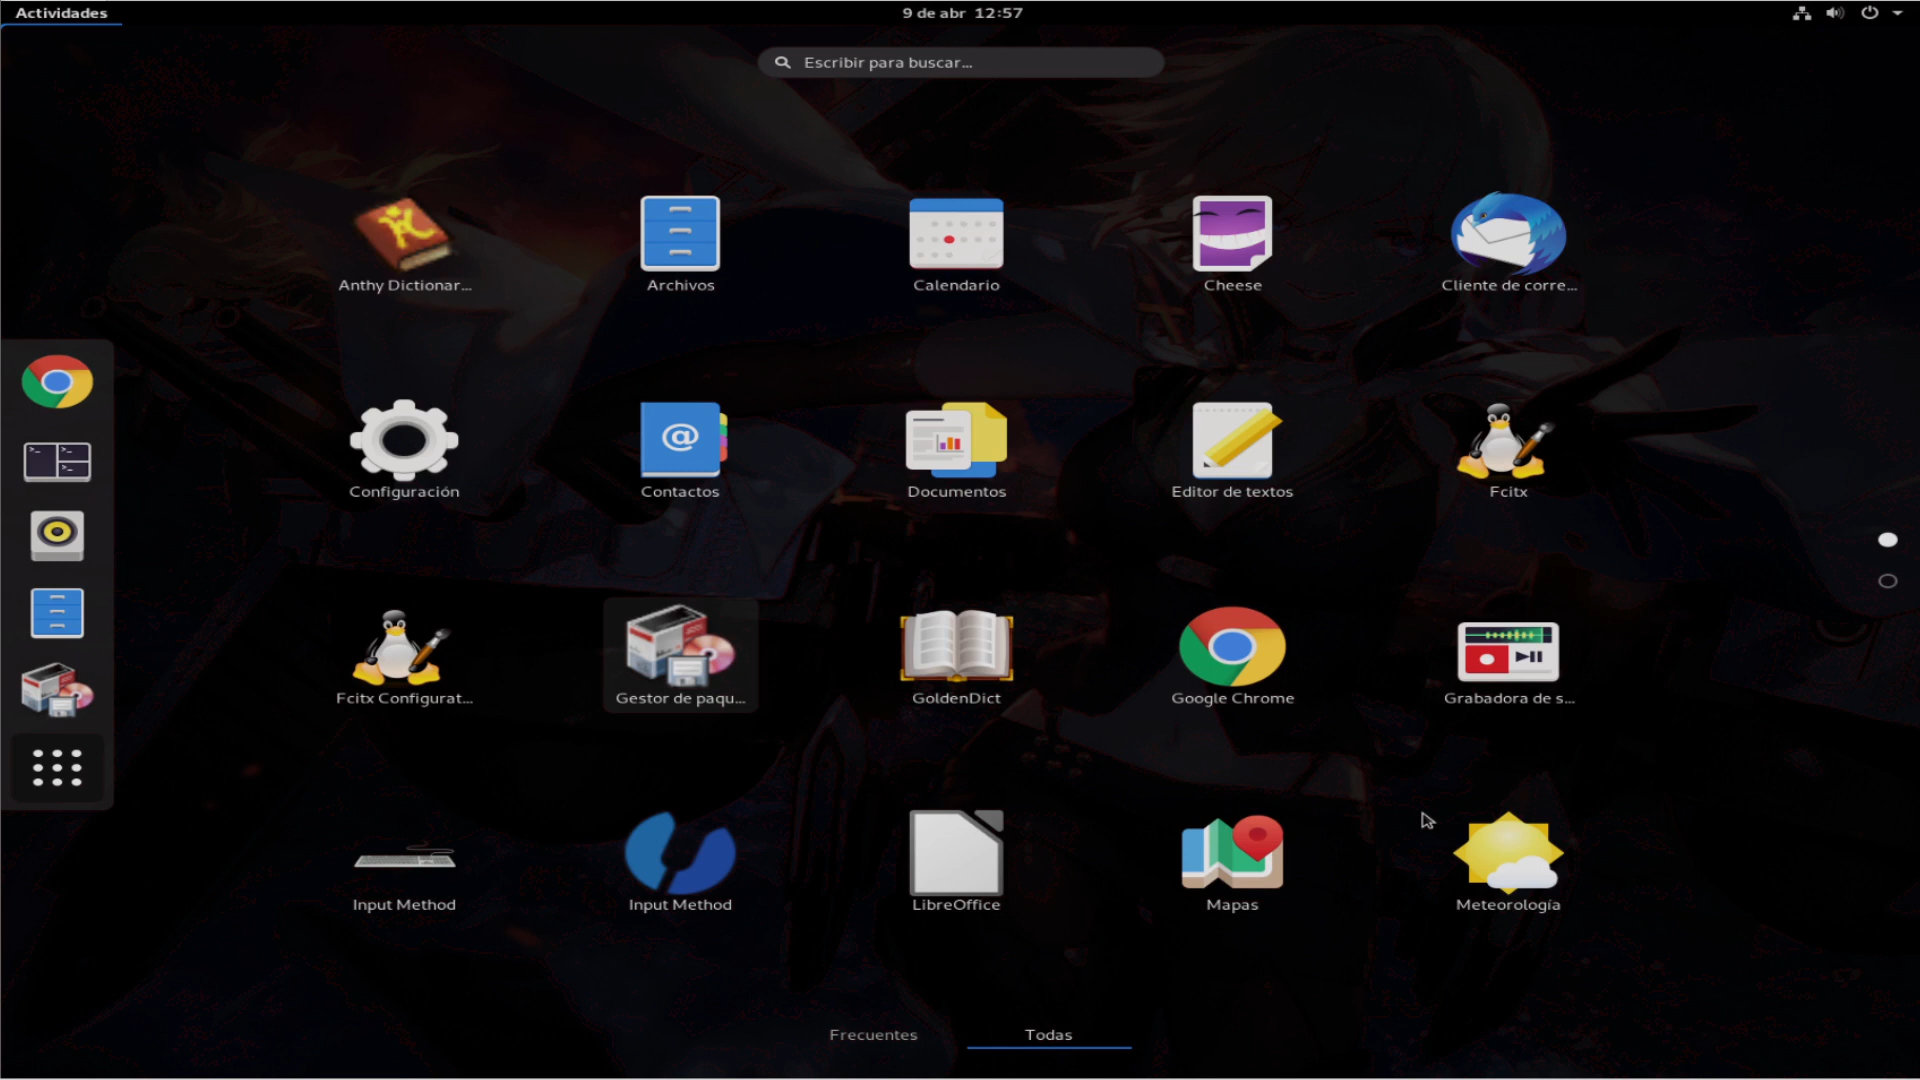 Actividades
9 de abr 12:57
Escribir para buscar...
Anthy Dictionar...
Archivos
Calendario
Cheese
Cliente de corre...
Configuración
Contactos
Documentos
Editor de textos
Fcitx
Fcitx Configurat...
Gestor de paqu...
GoldenDict
Google Chrome
Grabadora de s...
Input Method
Input Method
LibreOffice
Mapas
Meteorología
Frecuentes
Todas